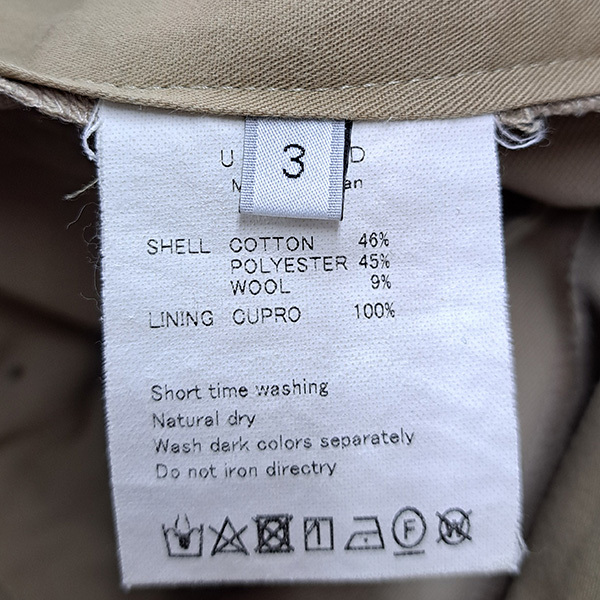 3
SHELL COTTON 46%
POLYESTER 45%
WOOL 9%
LINING CUPRO 100%
Short time washing
Natural dry
Wash dark colors separately
Do not iron directry
F
W